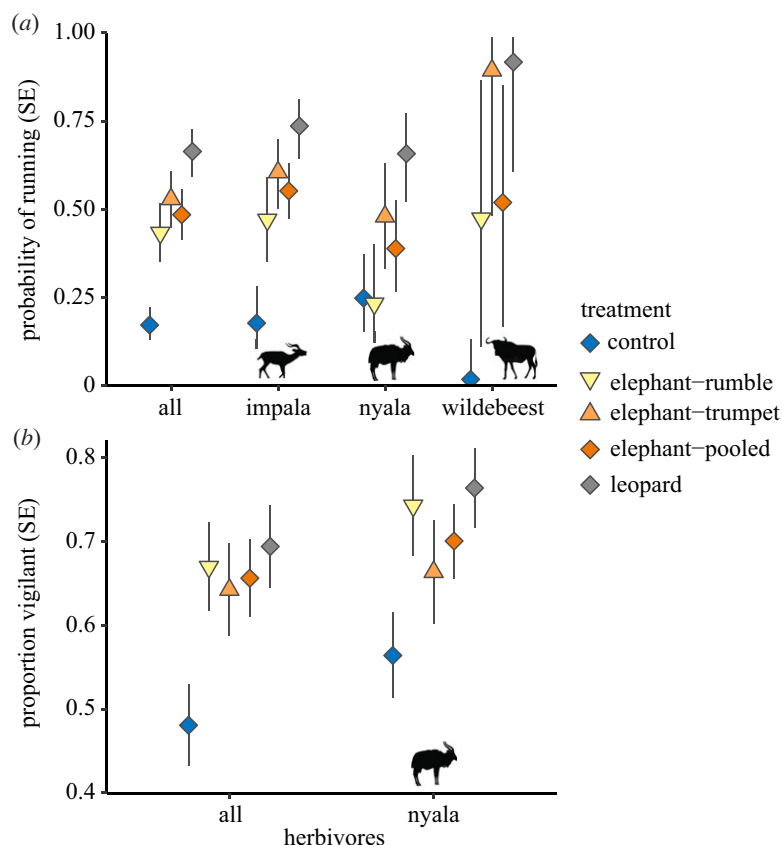 (a)
probability of running (SE)
1.00
0.75
0.50
0.25
0
all impala nyala wildebeest
treatment
control
elephant−rumble
elephant−trumpet
elephant−pooled
leopard
(b)
proportion vigilant (SE)
0.8
0.7
0.6
0.5
0.4
all nyala
herbivores